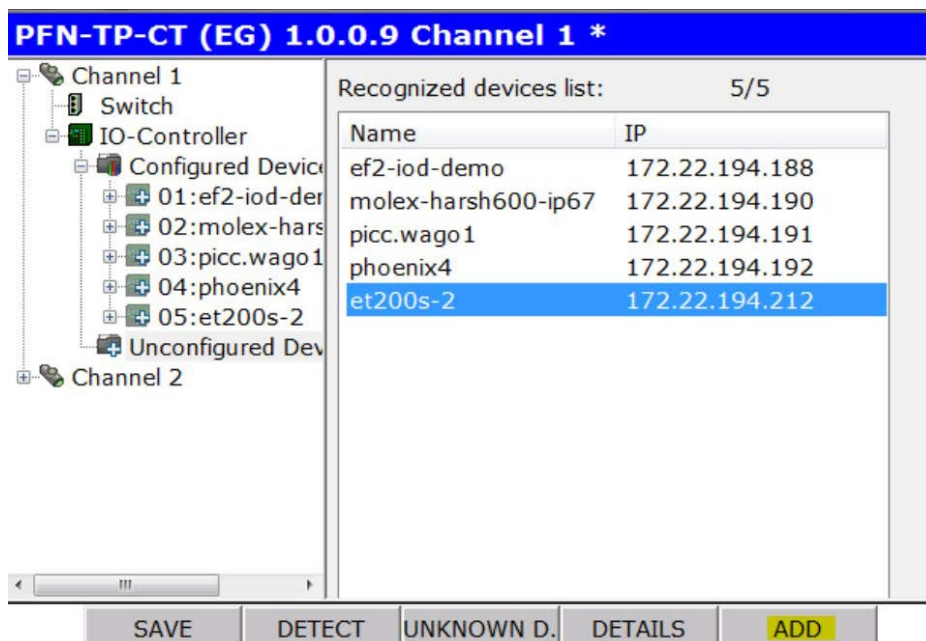 PFN-TP-CT (EG) 1.0.0.9 Channel 1 *
Channel 1
Switch
IO-Controller
Configured Device
01:ef2-iod-der
02:molex-hars
03:picc.wago1
04:phoenix4
05:et200s-2
Unconfigured Dev
Channel 2
Recognized devices list: 5/5
Name IP
ef2-iod-demo 172.22.194.188
molex-harsh600-ip67 172.22.194.190
picc.wago1 172.22.194.191
phoenix4 172.22.194.192
et200s-2 172.22.194.212
SAVE DETECT UNKNOWN D. DETAILS ADD